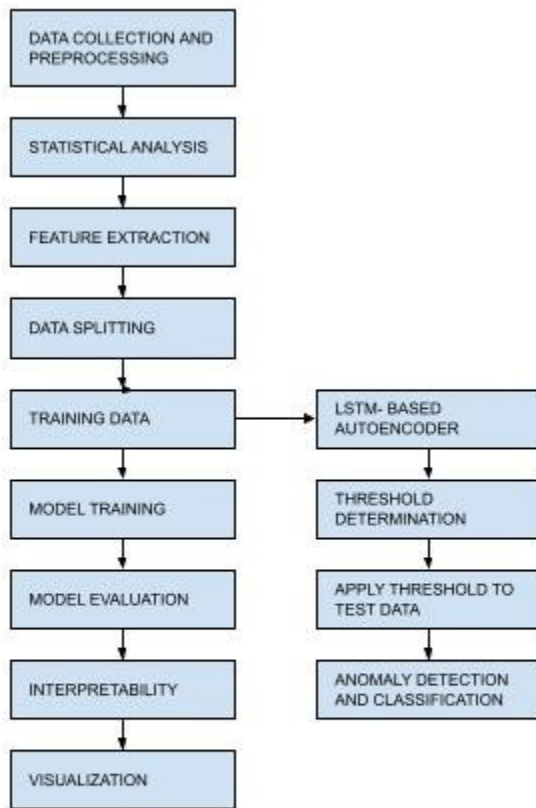 DATA COLLECTION AND
PREPROCESSING
STATISTICAL ANALYSIS
FEATURE EXTRACTION
DATA SPLITTING
TRAINING DATA
MODEL TRAINING
MODEL EVALUATION
INTERPRETABILITY
VISUALIZATION
LSTM- BASED
AUTOENCODER
THRESHOLD
DETERMINATION
APPLY THRESHOLD TO
TEST DATA
ANOMALY DETECTION
AND CLASSIFICATION